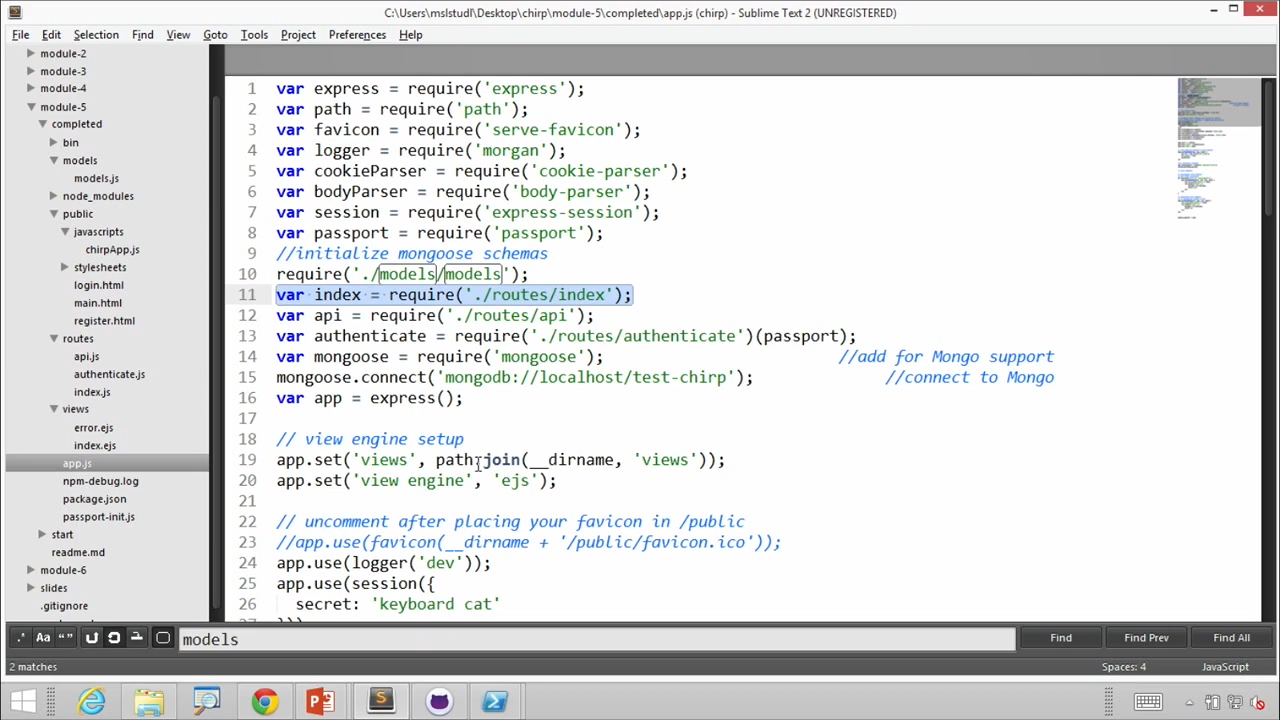 C:\Users\mslstudl\Desktop\chirp\module-5\completed\app.js (chirp) - Sublime Text 2 (UNREGISTERED)
File Edit Selection Find View Goto Tools Project Preferences Help
module-2
module-3
module-4
module-5
completed
bin
models
models.js
node_modules
public
javascripts
chirpApp.js
stylesheets
login.html
main.html
register.html
routes
api.js
authenticate.js
index.js
views
error.ejs
index.ejs
app.js
npm-debug.log
package.json
passport-init.js
start
readme.md
module-6
slides
.gitignore
1 var express = require('express');
2 var path = require('path');
3 var favicon = require('serve-favicon');
4 var logger = require('morgan');
5 var cookieParser = require('cookie-parser');
6 var bodyParser = require('body-parser');
7 var session = require('express-session');
8 var passport = require('passport');
9 //initialize mongoose schemas
10 require('./models/models');
11 var index = require('./routes/index');
12 var api = require('./routes/api');
13 var authenticate = require('./routes/authenticate')(passport);
14 var mongoose = require('mongoose'); //add for Mongo support
15 mongoose.connect('mongodb://localhost/test-chirp'); //connect to Mongo
16 var app = express();
17
18 // view engine setup
19 app.set('views', path.join(__dirname, 'views'));
20 app.set('view engine', 'ejs');
21
22 // uncomment after placing your favicon in /public
23 //app.use(favicon(__dirname + '/public/favicon.ico'));
24 app.use(logger('dev'));
25 app.use(session({
26 secret: 'keyboard cat'
.* Aa “” models Find Find Prev Find All
2 matches Spaces: 4 JavaScript